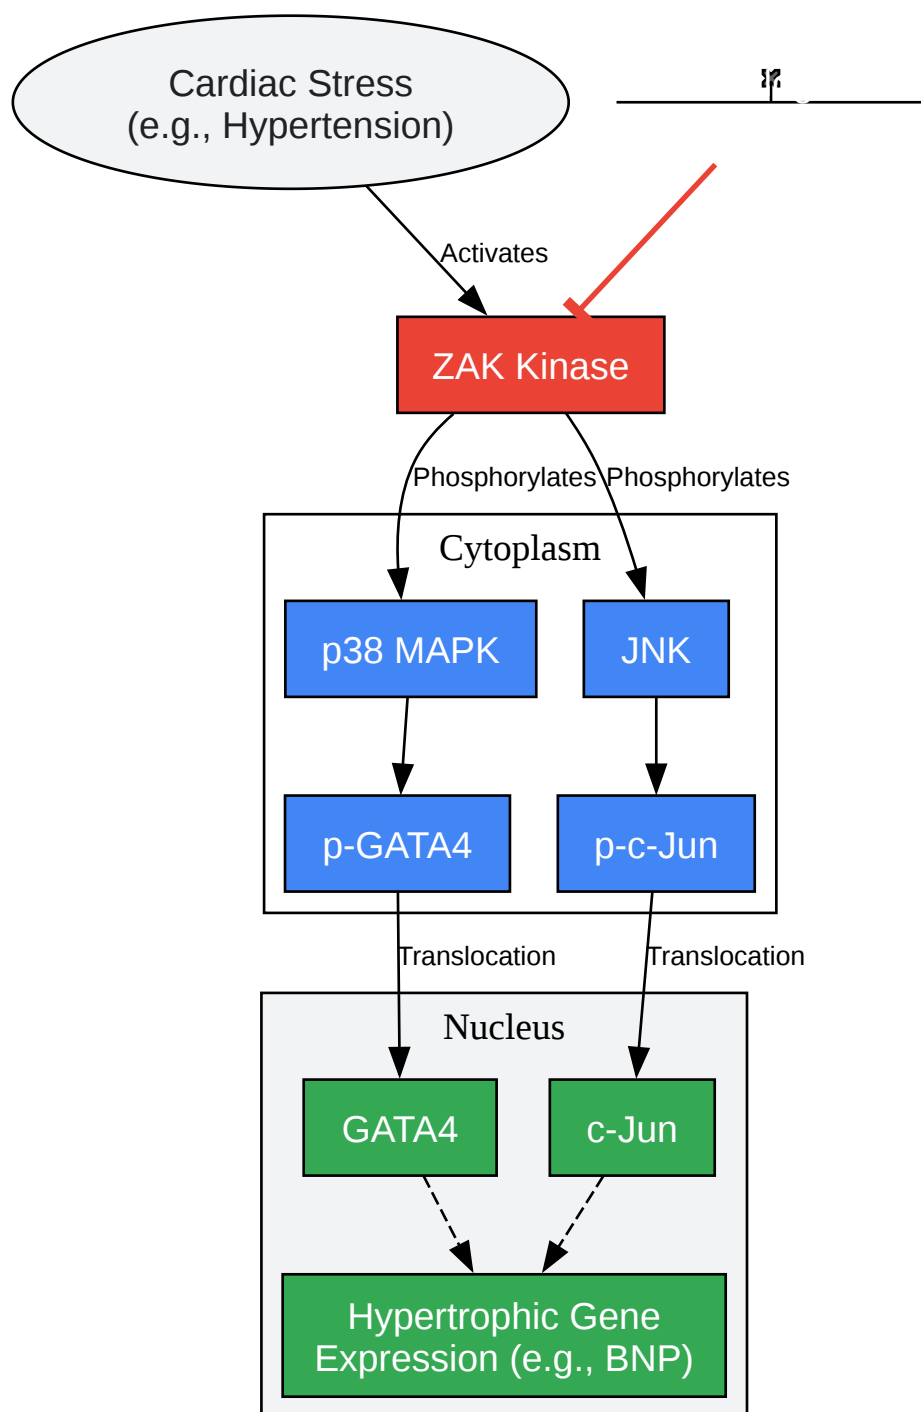 Cardiac Stress
(e.g., Hypertension)
Activates
ZAK Kinase
Phosphorylates
Phosphorylates
Cytoplasm
p38 MAPK
JNK
p-GATA4
p-c-Jun
Translocation
Translocation
Nucleus
GATA4
c-Jun
Hypertrophic Gene
Expression (e.g., BNP)